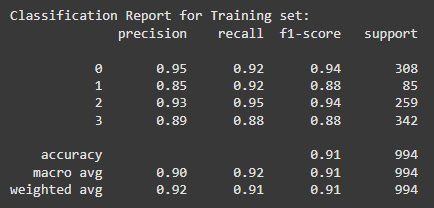 Classification Report for Training set:
precision recall f1-score support
0 0.95 0.92 0.94 308
1 0.85 0.92 0.88 85
2 0.93 0.95 0.94 259
3 0.89 0.88 0.88 342
accuracy 0.91 994
macro avg 0.90 0.92 0.91 994
weighted avg 0.92 0.91 0.91 994